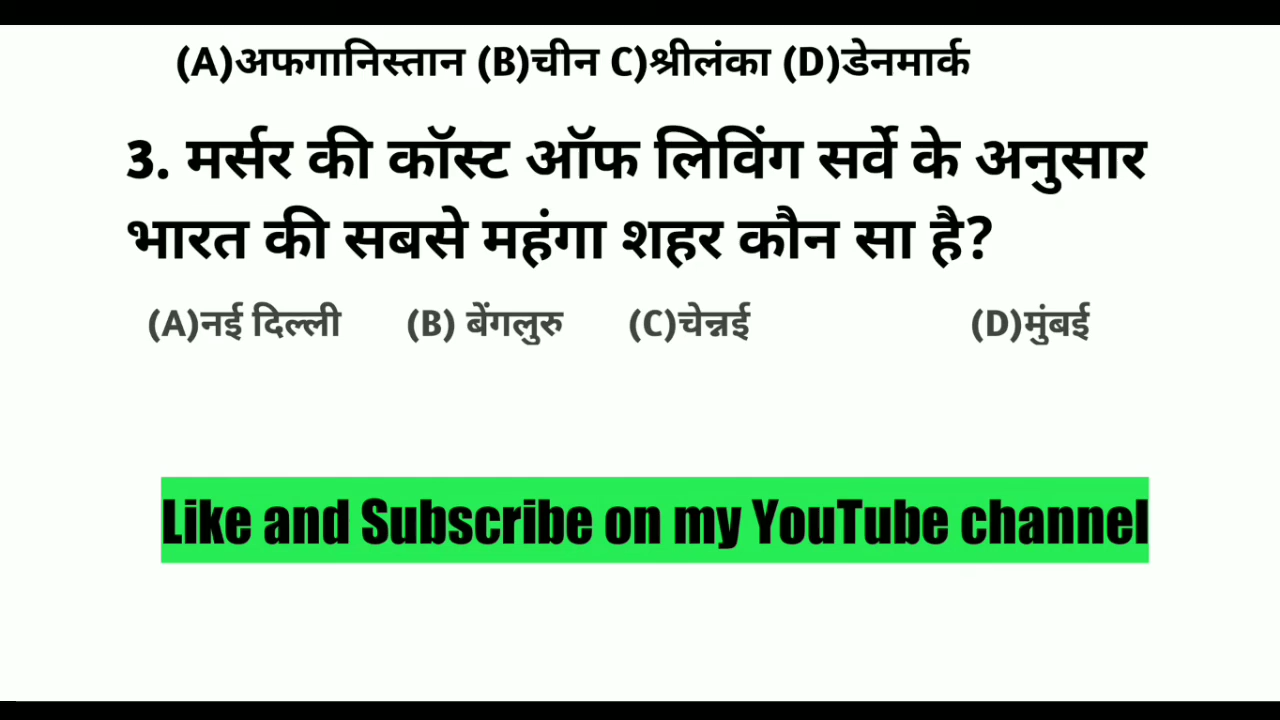 (A)अफगानिस्तान (B)चीन C)श्रीलंका (D)डेनमार्क
3. मर्सर की कॉस्ट ऑफ लिविंग सर्वे के अनुसार
भारत की सबसे महंगा शहर कौन सा है?
(A)नई दिल्ली (B) बेंगलुरु (C)चेन्नई (D)मुंबई
Like and Subscribe on my YouTube channel